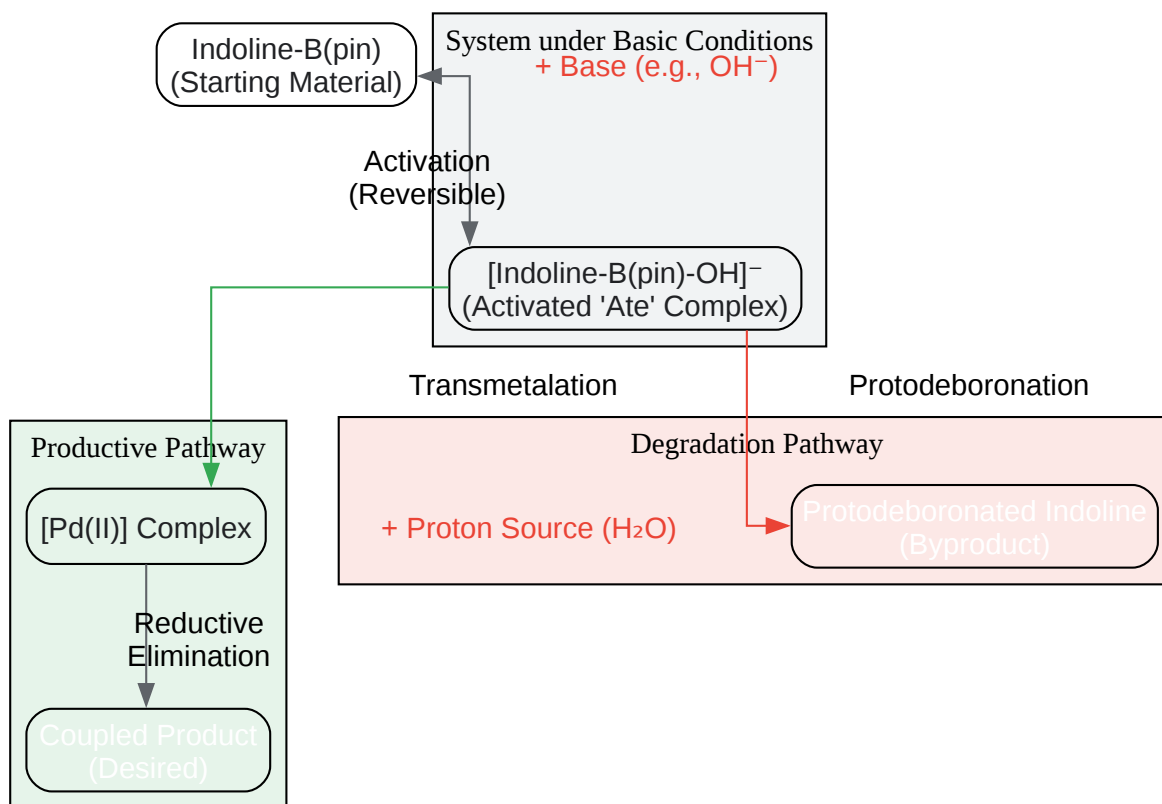 Indoline-B(pin)
(Starting Material)
System under Basic Conditions
+ Base (e.g., OH⁻)
Activation
(Reversible)
[Indoline-B(pin)-OH]⁻
(Activated 'Ate' Complex)
Transmetalation
Protodeboronation
Productive Pathway
[Pd(II)] Complex
Reductive
Elimination
Coupled Product
(Desired)
Degradation Pathway
+ Proton Source (H₂O)
Protodeboronated Indoline
(Byproduct)